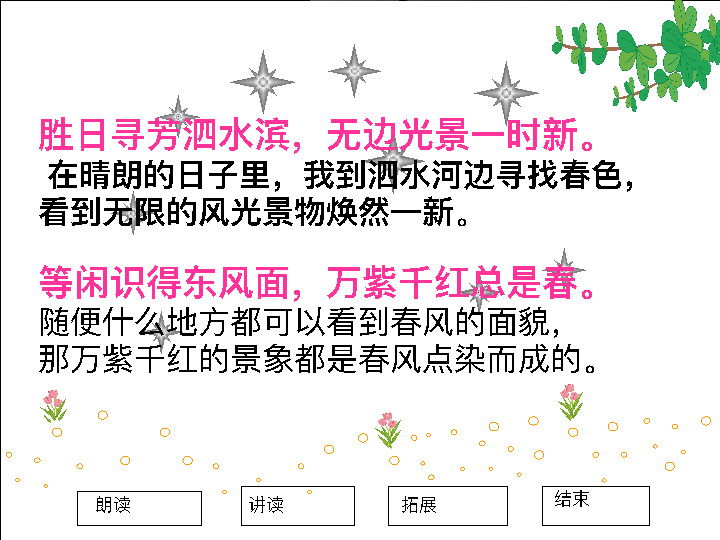 胜日寻芳泗水滨，无边光景一时新。
在晴朗的日子里，我到泗水河边寻找春色，
看到无限的风光景物焕然一新。
等闲识得东风面，万紫千红总是春。
随便什么地方都可以看到春风的面貌，
那万紫千红的景象都是春风点染而成的。
朗读
讲读
拓展
结束